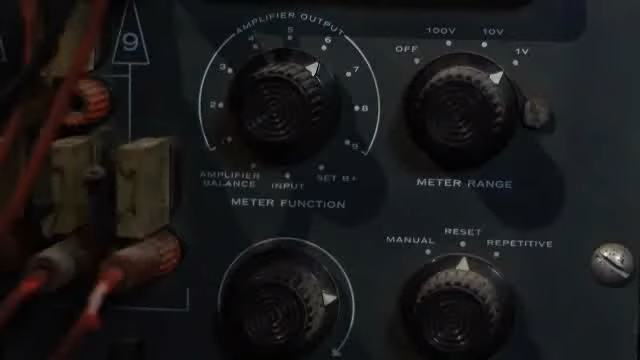 9
AMPLIFIER OUTPUT
4 5 6
3 7
2 8
1 9
AMPLIFIER BALANCE
INPUT
SET B+
METER FUNCTION
OFF 100V 10V 1V
METER RANGE
MANUAL RESET REPETITIVE